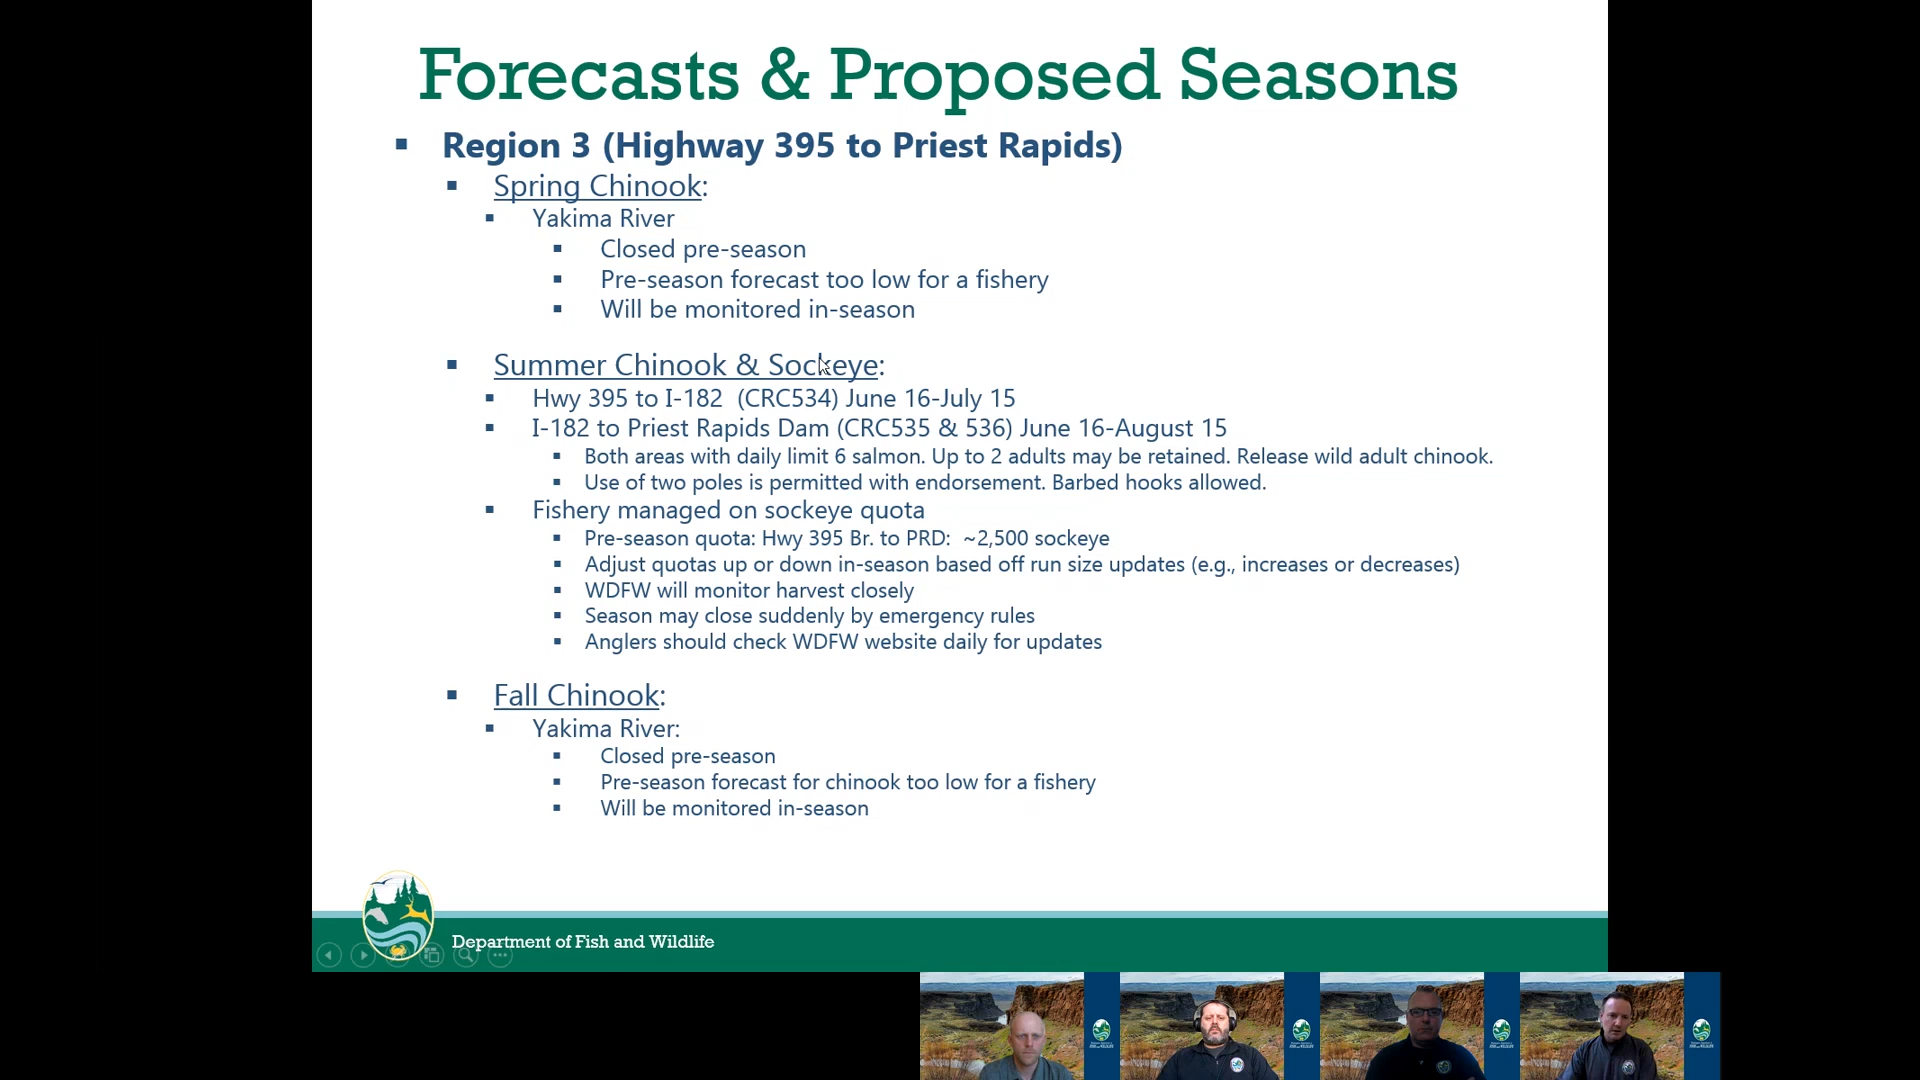 Forecasts & Proposed Seasons
Region 3 (Highway 395 to Priest Rapids)
Spring Chinook:
Yakima River
Closed pre-season
Pre-season forecast too low for a fishery
Will be monitored in-season
Summer Chinook & Sockeye:
Hwy 395 to I-182 (CRC534) June 16-July 15
I-182 to Priest Rapids Dam (CRC535 & 536) June 16-August 15
Both areas with daily limit 6 salmon. Up to 2 adults may be retained. Release wild adult chinook.
Use of two poles is permitted with endorsement. Barbed hooks allowed.
Fishery managed on sockeye quota
Pre-season quota: Hwy 395 Br. to PRD: ~2,500 sockeye
Adjust quotas up or down in-season based off run size updates (e.g., increases or decreases)
WDFW will monitor harvest closely
Season may close suddenly by emergency rules
Anglers should check WDFW website daily for updates
Fall Chinook:
Yakima River:
Closed pre-season
Pre-season forecast for chinook too low for a fishery
Will be monitored in-season
Department of Fish and Wildlife